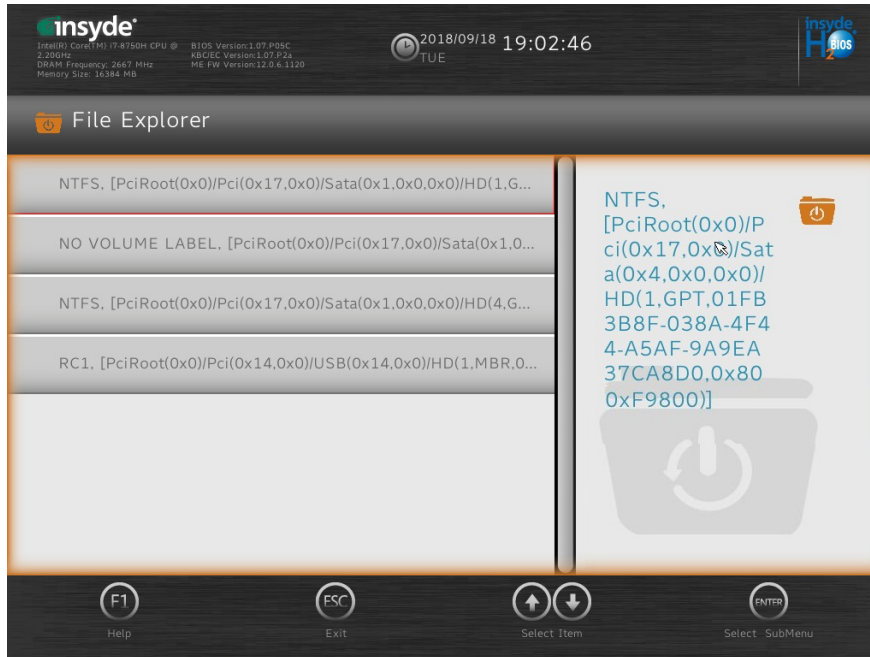 insyde
Intel(R) Core(TM) i7-8750H CPU @
2.20GHz
DRAM Frequency: 2667 MHz
Memory Size: 16384 MB
BIOS Version:1.07.P05C
KBC/EC Version:1.07.P2a
ME FW Version:12.0.6.1120
2018/09/18 19:02:46
TUE
insyde
H2O BIOS
File Explorer
NTFS, [PciRoot(0x0)/Pci(0x17,0x0)/Sata(0x1,0x0,0x0)/HD(1,G...
NO VOLUME LABEL, [PciRoot(0x0)/Pci(0x17,0x0)/Sata(0x1,0...
NTFS, [PciRoot(0x0)/Pci(0x17,0x0)/Sata(0x1,0x0,0x0)/HD(4,G...
RC1, [PciRoot(0x0)/Pci(0x14,0x0)/USB(0x14,0x0)/HD(1,MBR,0...
NTFS,
[PciRoot(0x0)/P
ci(0x17,0x0)/Sat
a(0x4,0x0,0x0)/
HD(1,GPT,01FB
3B8F-038A-4F4
4-A5AF-9A9EA
37CA8D0,0x80
0xF9800)]
F1
Help
ESC
Exit
Select Item
ENTER
Select SubMenu